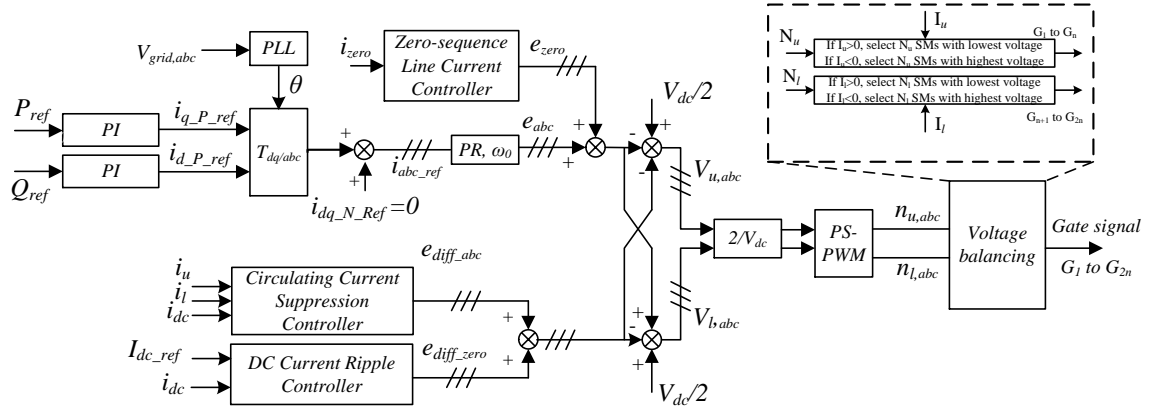 V_grid,abc
PLL
θ
P_ref
PI
i_q_P_ref
Q_ref
PI
i_d_P_ref
T_dq/abc
+
+
i_dq_N_Ref=0
i_abc_ref
PR, ω0
e_abc
i_zero
Zero-sequence
Line Current
Controller
e_zero
+
+
V_dc/2
-
+
-
V_u,abc
i_u
i_l
i_dc
Circulating Current
Suppression
Controller
e_diff_abc
I_dc_ref
i_dc
DC Current Ripple
Controller
e_diff_zero
+
+
+
-
+
V_dc/2
V_l,abc
2/V_dc
PS-
PWM
n_u,abc
n_l,abc
Voltage
balancing
Gate signal
G_1 to G_2n
I_u
N_u
If I_u>0, select N_u SMs with lowest voltage
If I_u<0, select N_u SMs with highest voltage
G_1 to G_n
N_l
If I_l>0, select N_l SMs with lowest voltage
If I_l<0, select N_l SMs with highest voltage
G_n+1 to G_2n
I_l